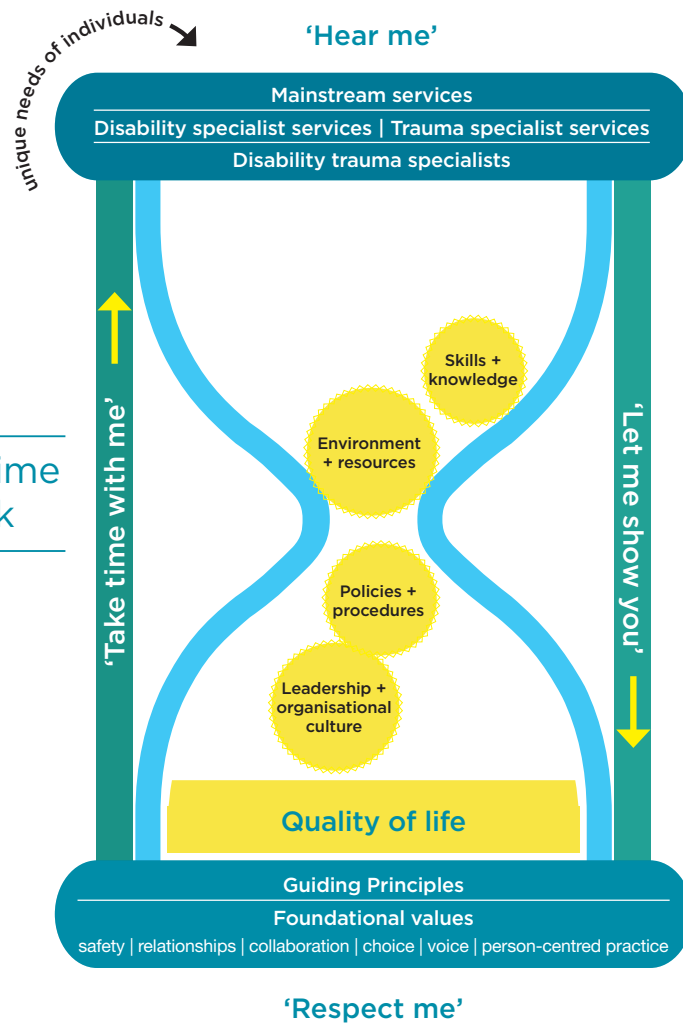 unique needs of individuals
'Hear me'
Mainstream services
Disability specialist services | Trauma specialist services
Disability trauma specialists
Skills +
knowledge
Environment
+ resources
'Take time with me'
'Let me show you'
Policies +
procedures
Leadership +
organisational
culture
Quality of life
Guiding Principles
Foundational values
safety | relationships | collaboration | choice | voice | person-centred practice
'Respect me'